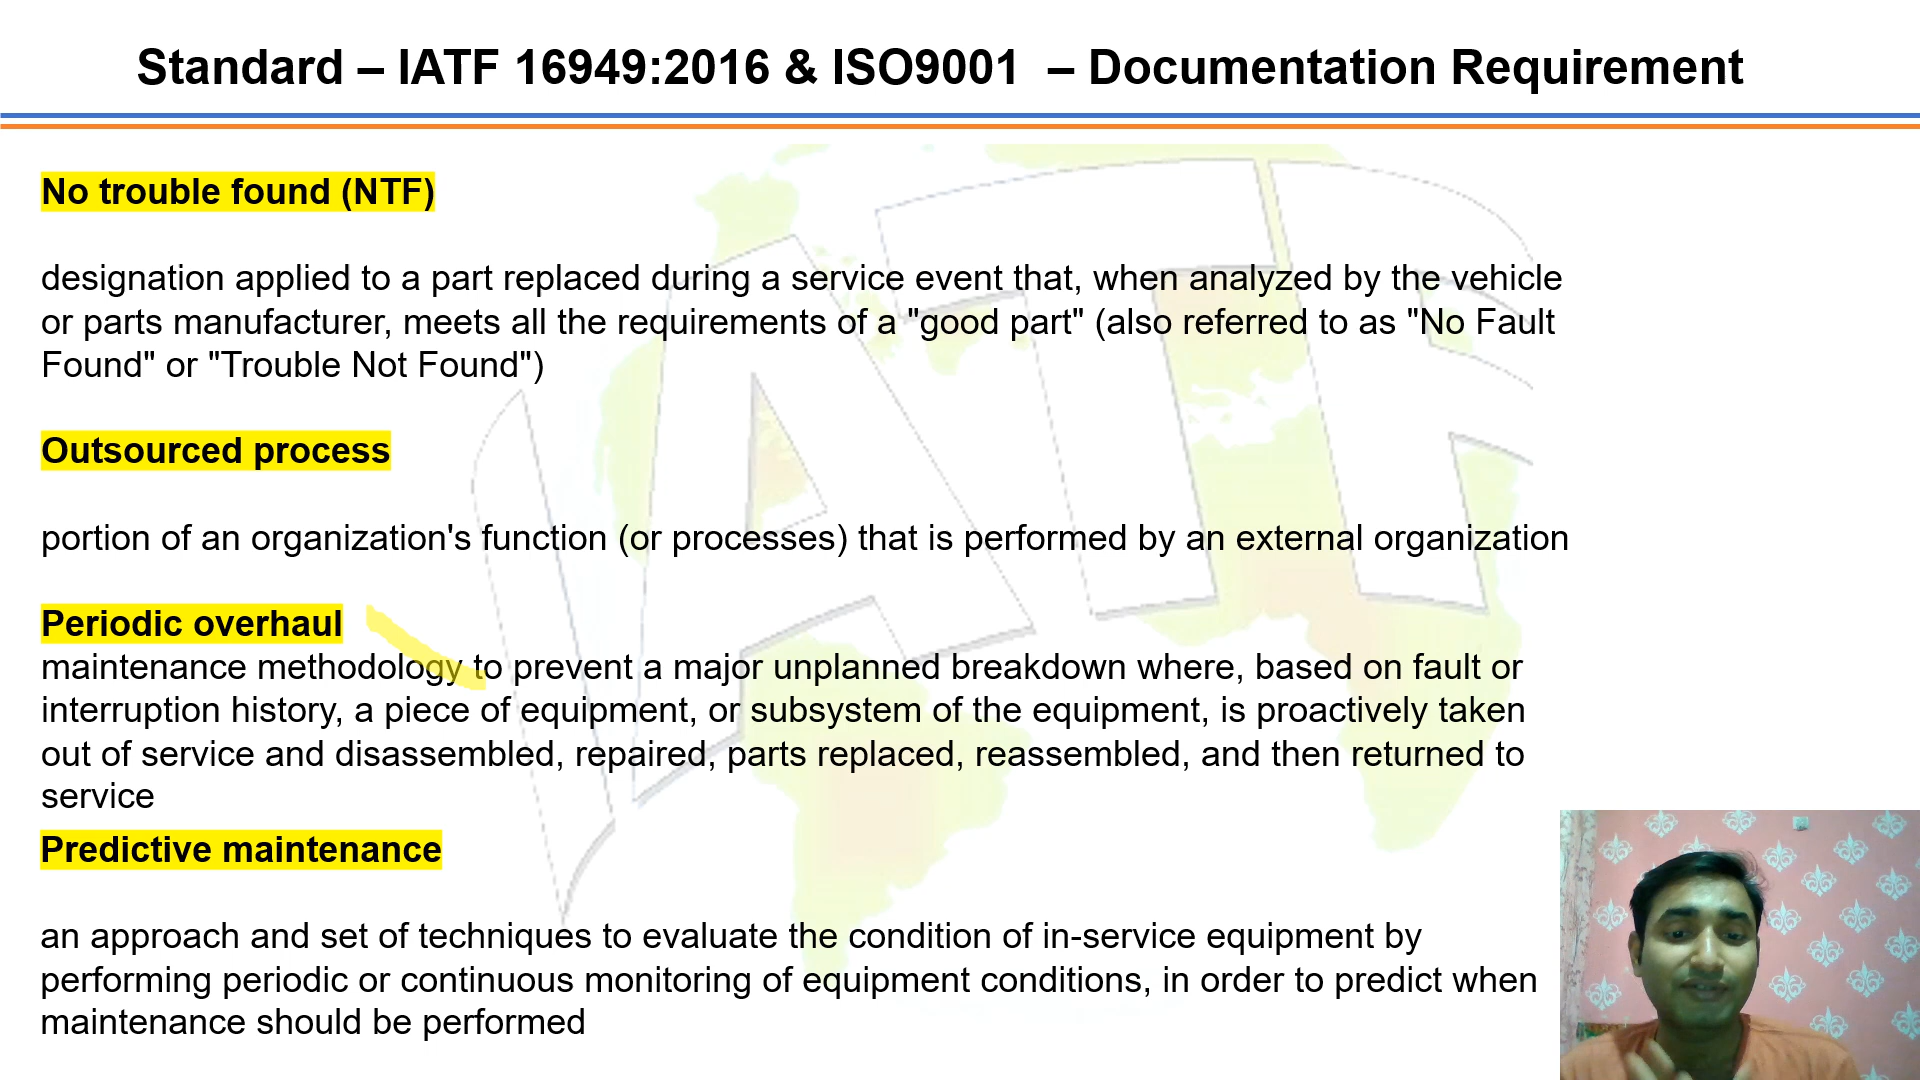 Standard – IATF 16949:2016 & ISO9001 – Documentation Requirement
No trouble found (NTF)
designation applied to a part replaced during a service event that, when analyzed by the vehicle
or parts manufacturer, meets all the requirements of a "good part" (also referred to as "No Fault
Found" or "Trouble Not Found")
Outsourced process
portion of an organization's function (or processes) that is performed by an external organization
Periodic overhaul
maintenance methodology to prevent a major unplanned breakdown where, based on fault or
interruption history, a piece of equipment, or subsystem of the equipment, is proactively taken
out of service and disassembled, repaired, parts replaced, reassembled, and then returned to
service
Predictive maintenance
an approach and set of techniques to evaluate the condition of in-service equipment by
performing periodic or continuous monitoring of equipment conditions, in order to predict when
maintenance should be performed
IATF